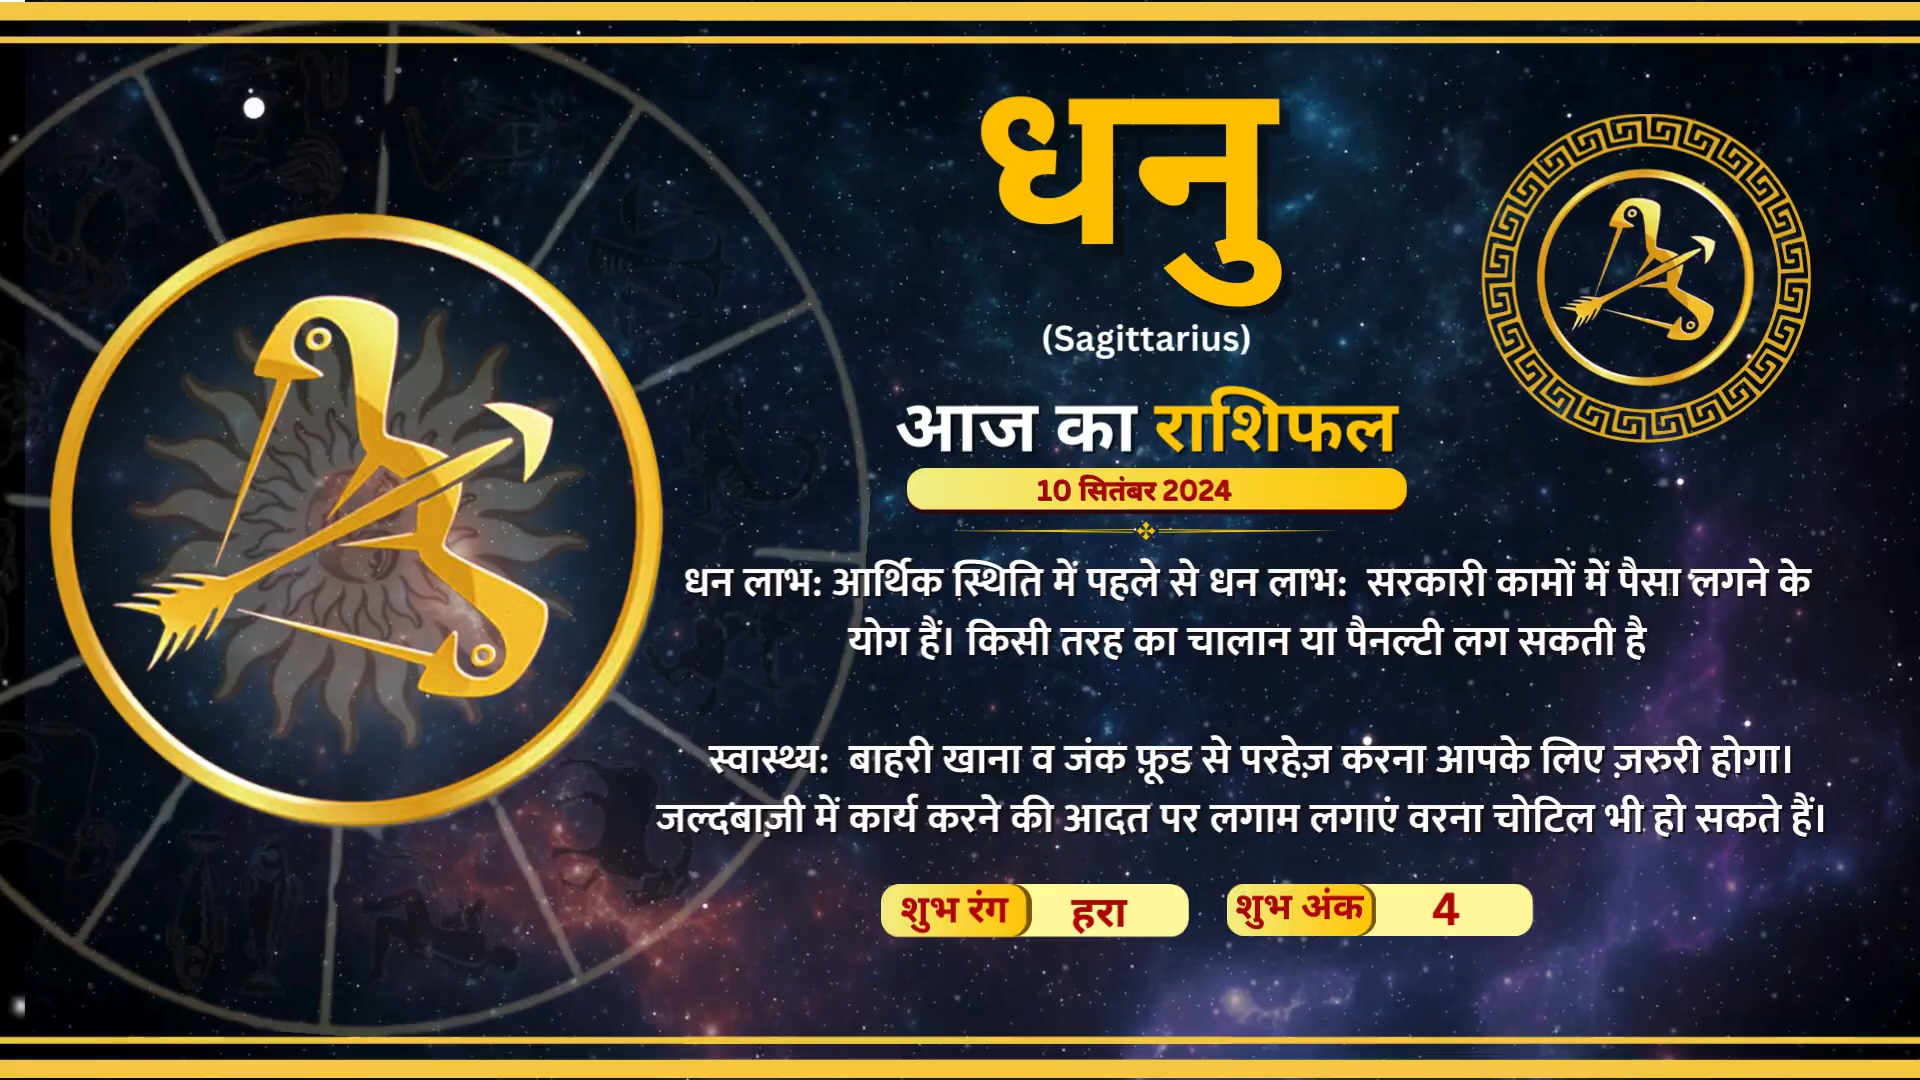 धनु
(Sagittarius)
आज का राशिफल
10 सितंबर 2024
धन लाभ: आर्थिक स्थिति में पहले से धन लाभ:  सरकारी कामों में पैसा लगने के
योग हैं। किसी तरह का चालान या पैनल्टी लग सकती है
स्वास्थ्य:  बाहरी खाना व जंक फ़ूड से परहेज़ करना आपके लिए ज़रुरी होगा।
जल्दबाज़ी में कार्य करने की आदत पर लगाम लगाएं वरना चोटिल भी हो सकते हैं।
शुभ रंग हरा शुभ अंक 4